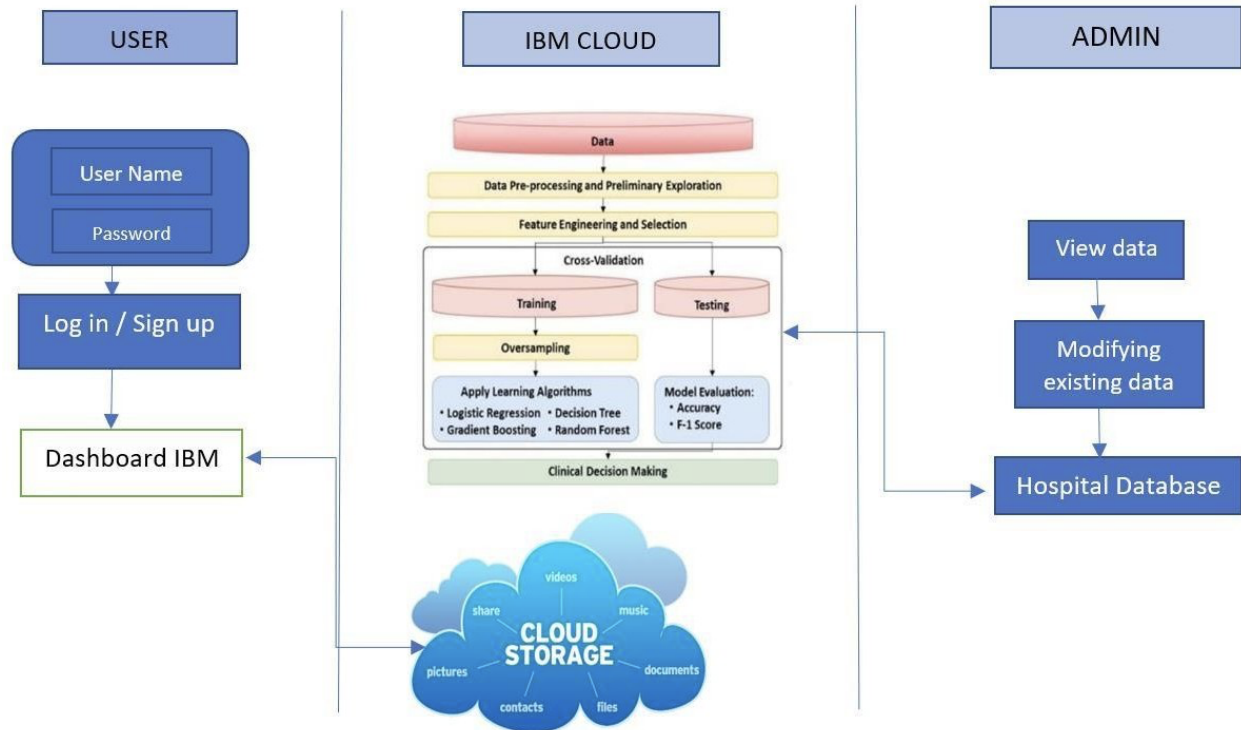 USER
IBM CLOUD
ADMIN
User Name
Password
Log in / Sign up
Dashboard IBM
Data
Data Pre-processing and Preliminary Exploration
Feature Engineering and Selection
Cross-Validation
Training
Testing
Oversampling
Apply Learning Algorithms
• Logistic Regression • Decision Tree
• Gradient Boosting • Random Forest
Model Evaluation:
• Accuracy
• F-1 Score
Clinical Decision Making
videos
share
music
CLOUD
STORAGE
pictures
documents
contacts
files
View data
Modifying
existing data
Hospital Database